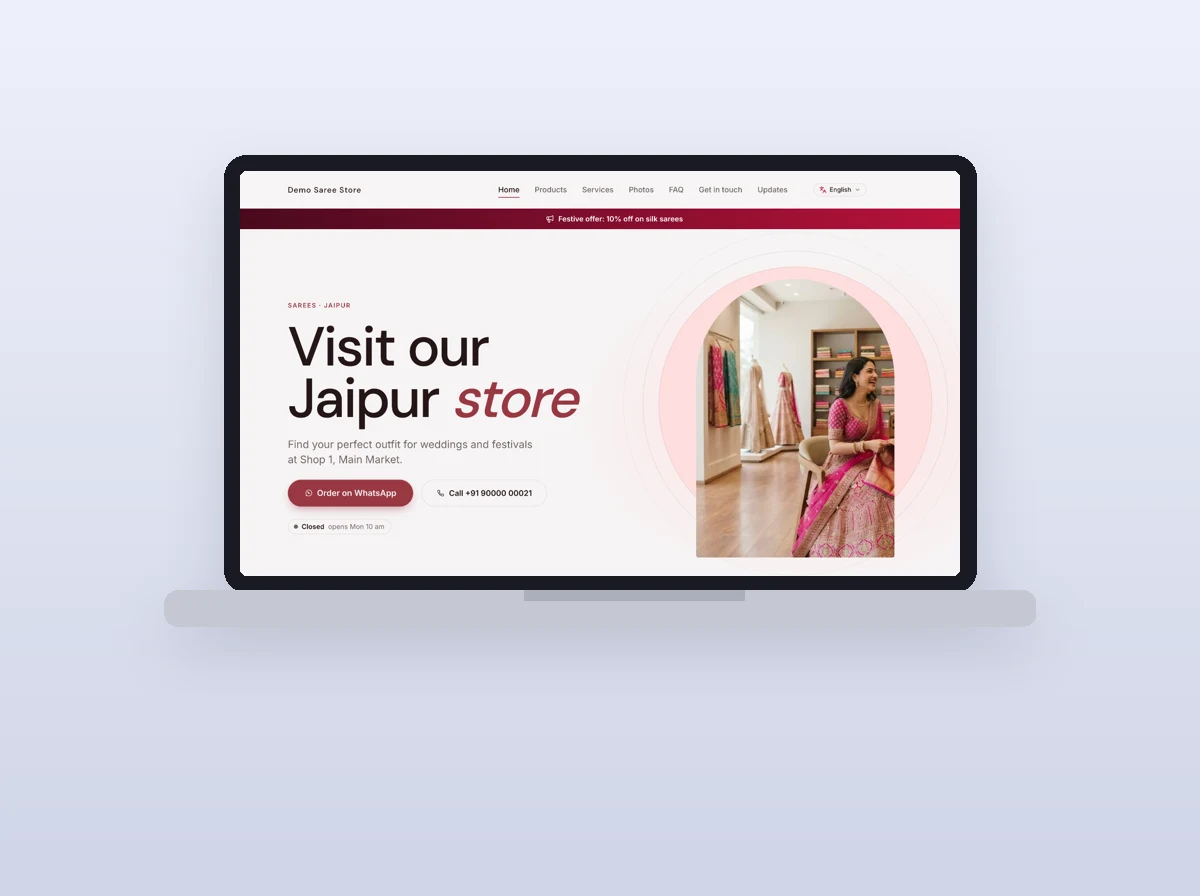 Demo Saree Store
Home Products Services Photos FAQ Get in touch Updates English
Festive offer: 10% off on silk sarees
SAREES · JAIPUR
Visit our
Jaipur store
Find your perfect outfit for weddings and festivals
at Shop 1, Main Market.
Order on WhatsApp Call +91 90000 00021
Closed opens Mon 10 am